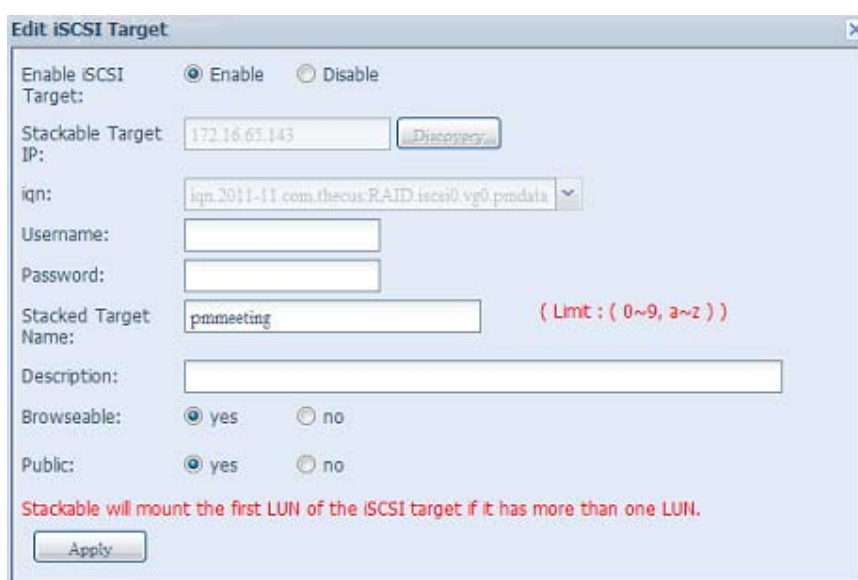 Edit iSCSI Target
Enable iSCSI Target: Enable Disable
Stackable Target IP: 172.16.65.143 Discovery
iqn: iqn.2011-11.com.thecus:RAID.iscsi0.vg0.pmdata
Username:
Password:
Stacked Target Name: pmmeeting ( Limit : ( 0~9, a~z ) )
Description:
Browseable: yes no
Public: yes no
Stackable will mount the first LUN of the iSCSI target if it has more than one LUN.
Apply